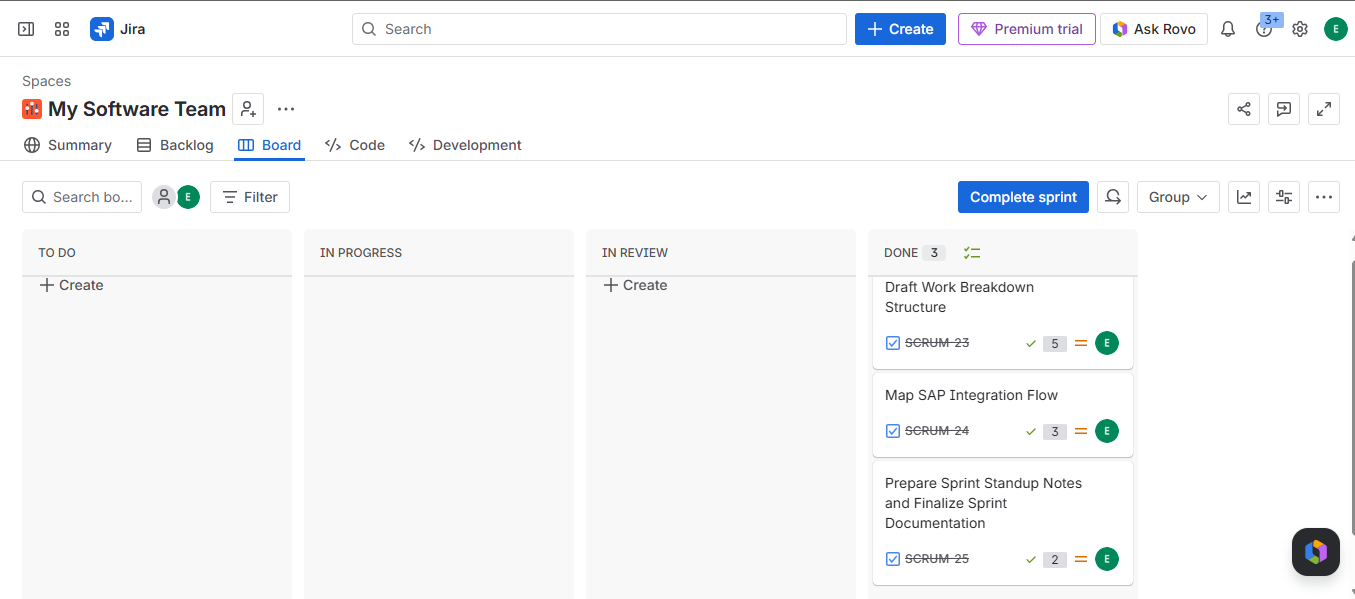 Jira
Search
Create
Premium trial
Ask Rovo
3+
E
Spaces
My Software Team
Summary
Backlog
Board
Code
Development
Search bo...
E
Filter
Complete sprint
Group
TO DO
IN PROGRESS
IN REVIEW
DONE 3
Create
Create
Draft Work Breakdown
Structure
SCRUM-23
5
E
Map SAP Integration Flow
SCRUM-24
3
E
Prepare Sprint Standup Notes
and Finalize Sprint
Documentation
SCRUM-25
2
E